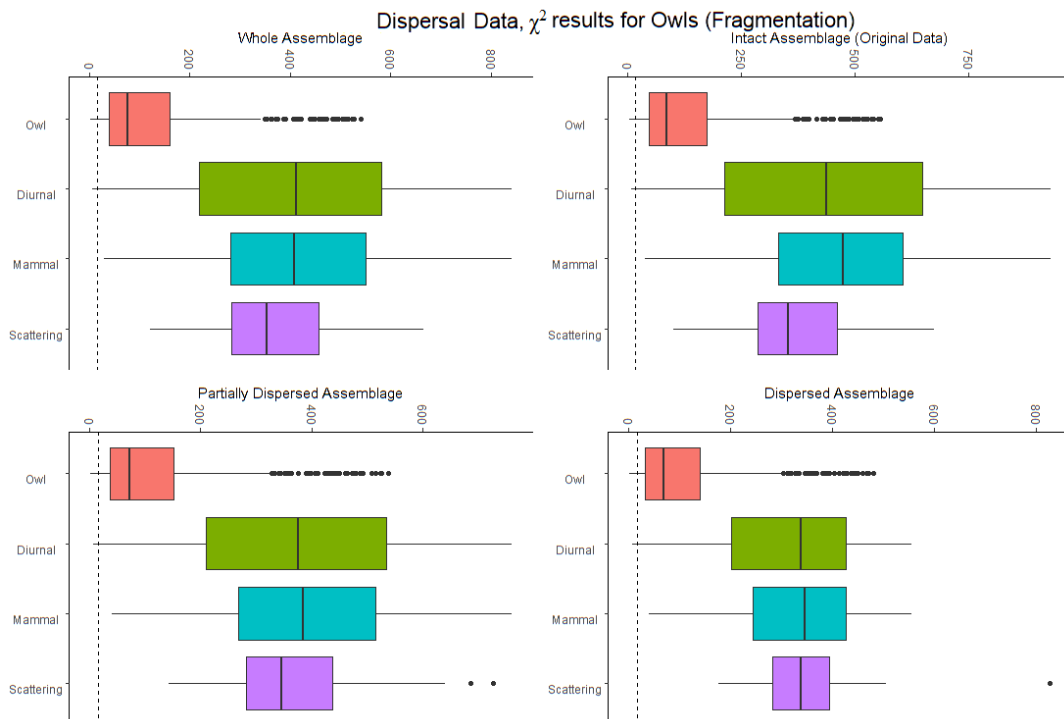 Dispersal Data, χ² results for Owls (Fragmentation)
Whole Assemblage
0 200 400 600 800
Owl
Diurnal
Mammal
Scattering
Intact Assemblage (Original Data)
0 250 500 750
Owl
Diurnal
Mammal
Scattering
Partially Dispersed Assemblage
0 200 400 600
Owl
Diurnal
Mammal
Scattering
Dispersed Assemblage
0 200 400 600 800
Owl
Diurnal
Mammal
Scattering